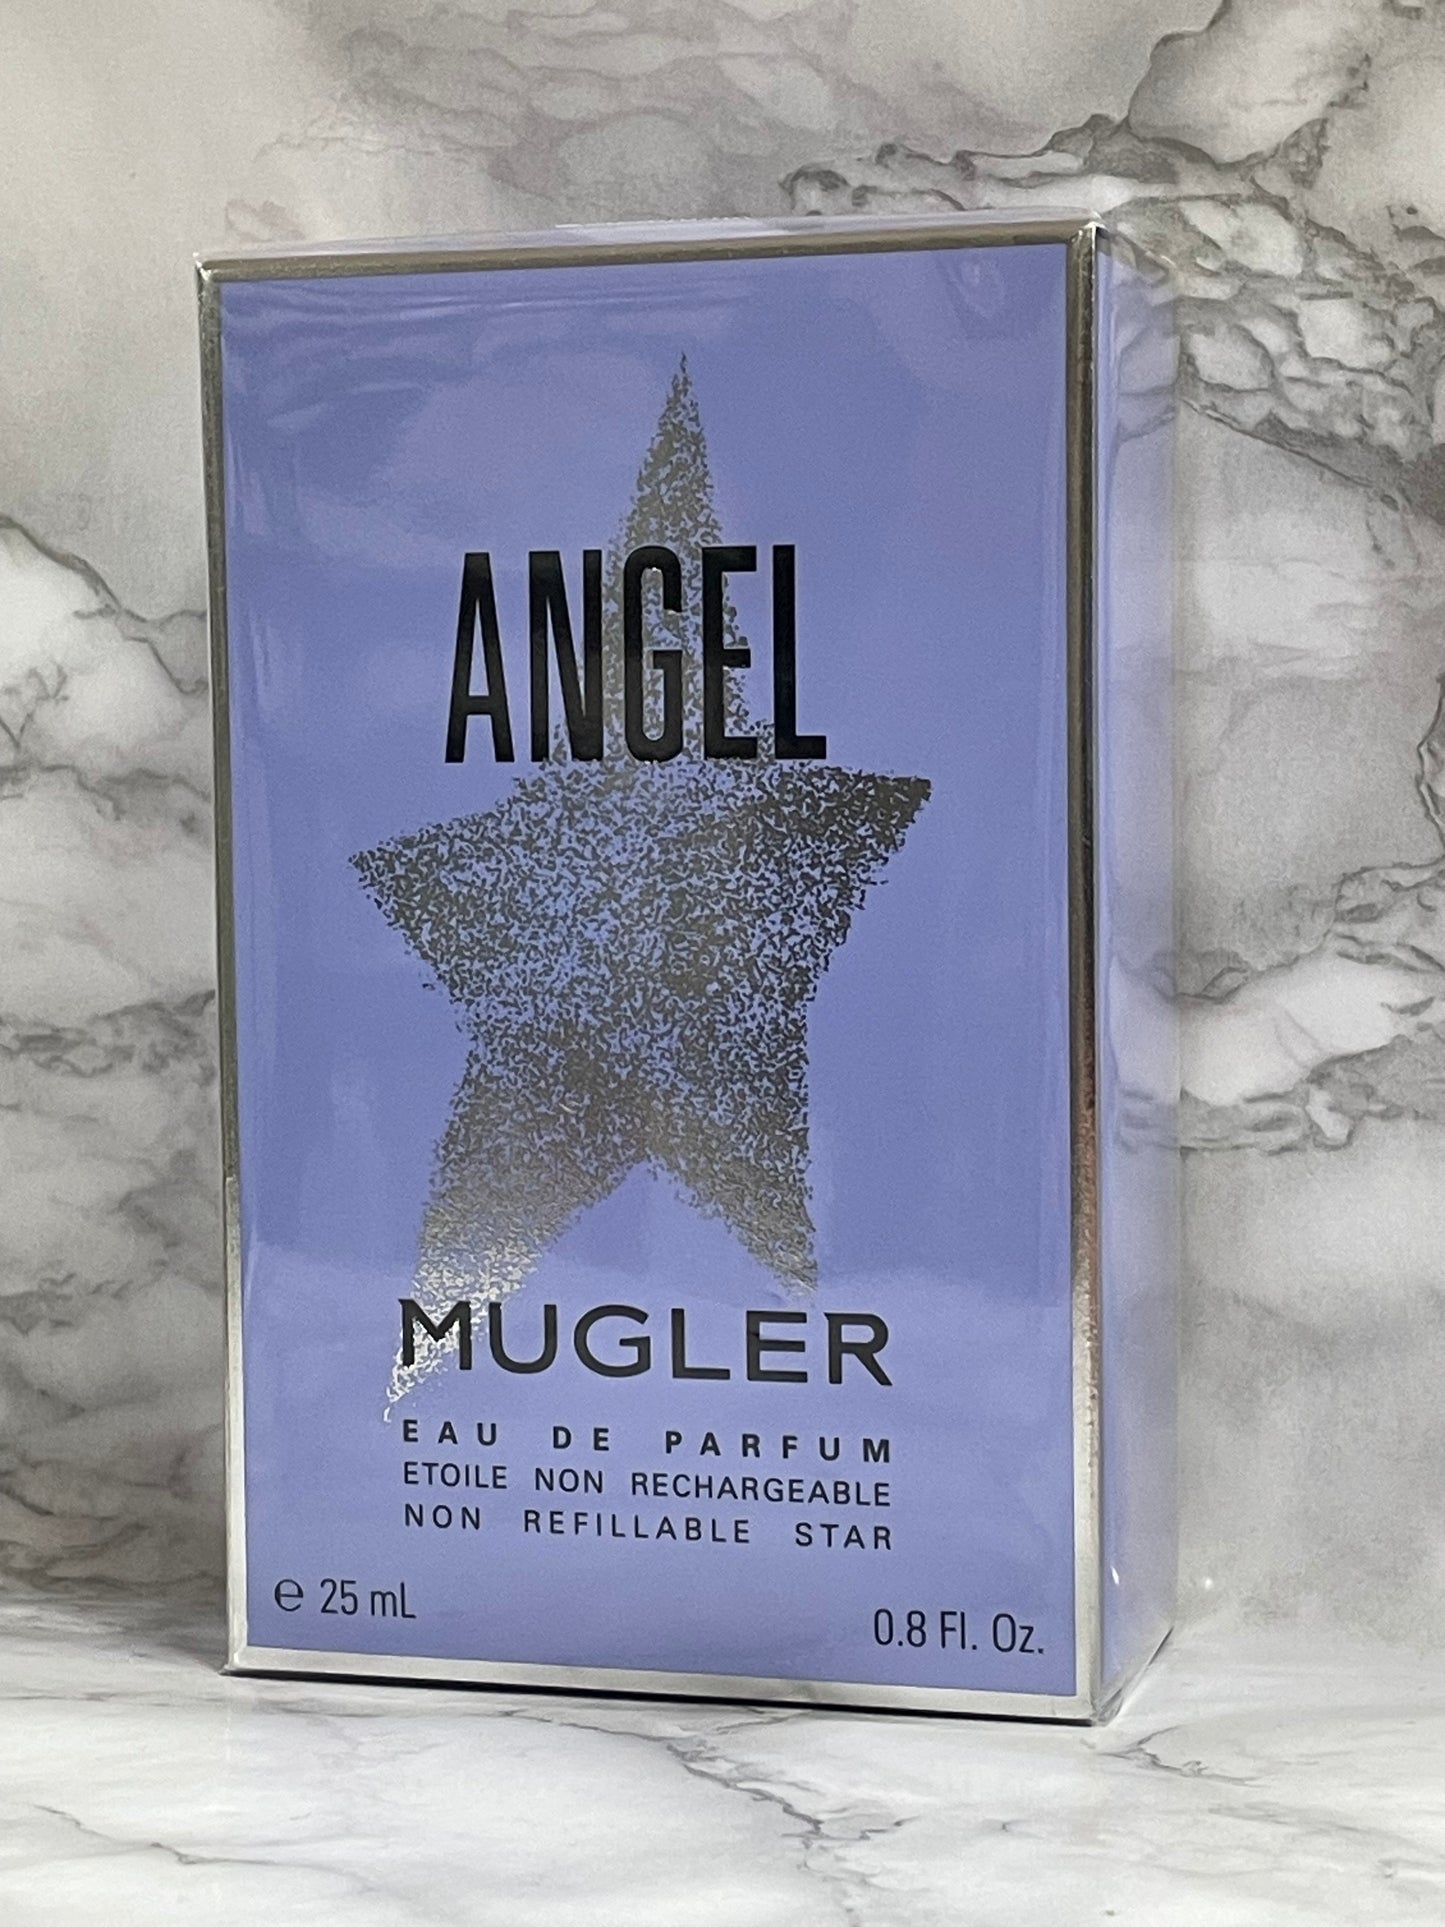 ANGEL
MUGLER
EAU DE PARFUM
ETOILE NON RECHARGEABLE
NON REFILLABLE STAR
℮ 25 mL
0.8 Fl. Oz.